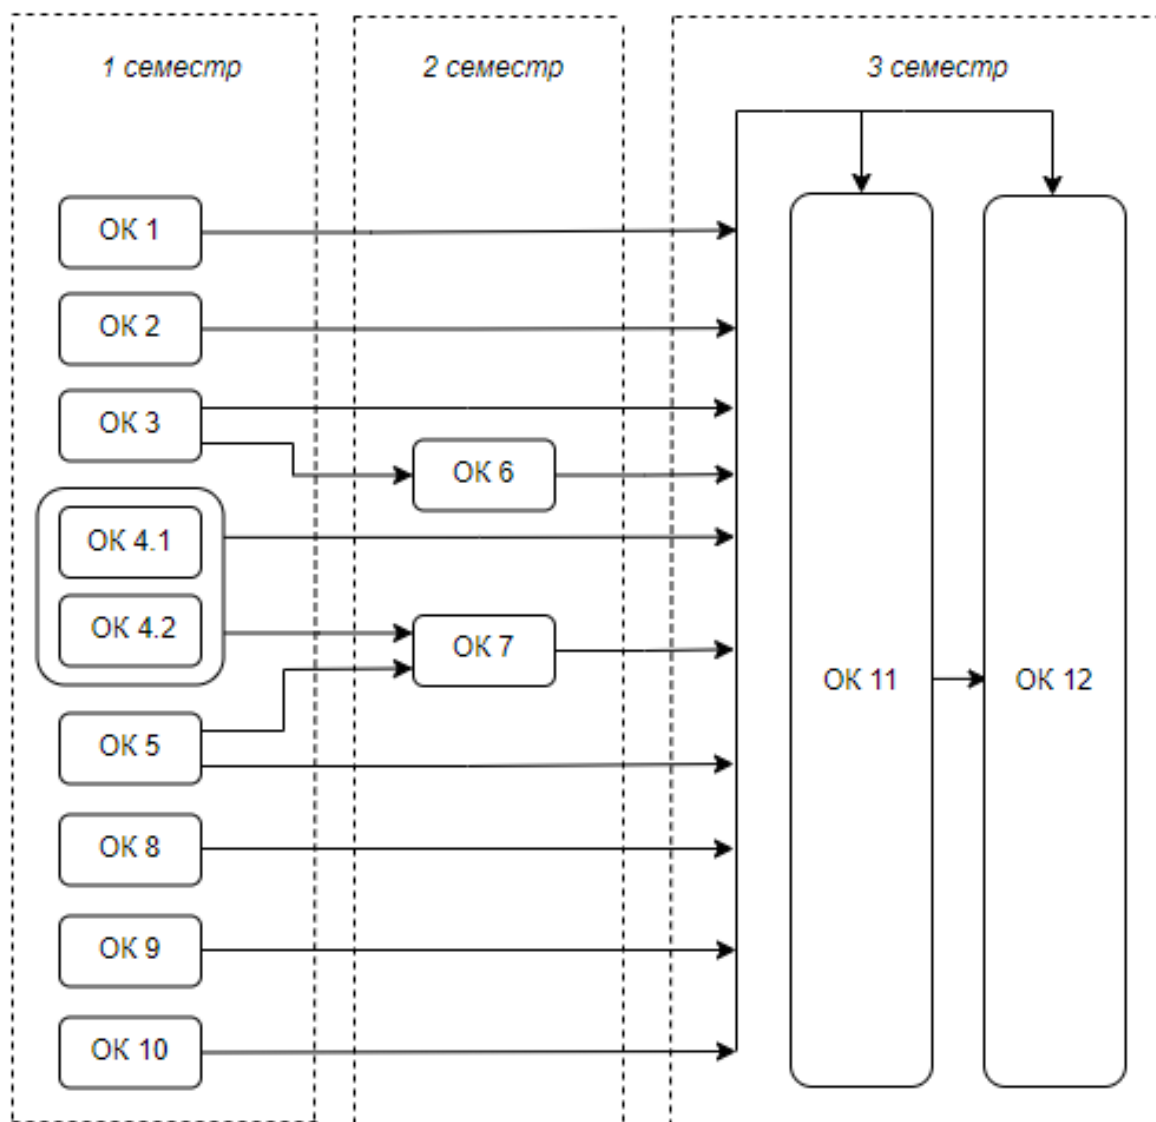 1 семестр
2 семестр
3 семестр
ОК 1
ОК 2
ОК 3
ОК 6
ОК 4.1
ОК 4.2
ОК 7
ОК 11
ОК 12
ОК 5
ОК 8
ОК 9
ОК 10